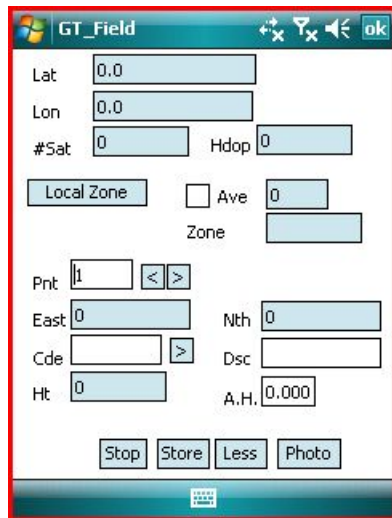 GT_Field ok
Lat 0.0
Lon 0.0
#Sat 0 Hdop 0
Local Zone Ave 0
Zone
Pnt 1 < >
East 0 Nth 0
Cde > Dsc
Ht 0 A.H. 0.000
Stop Store Less Photo